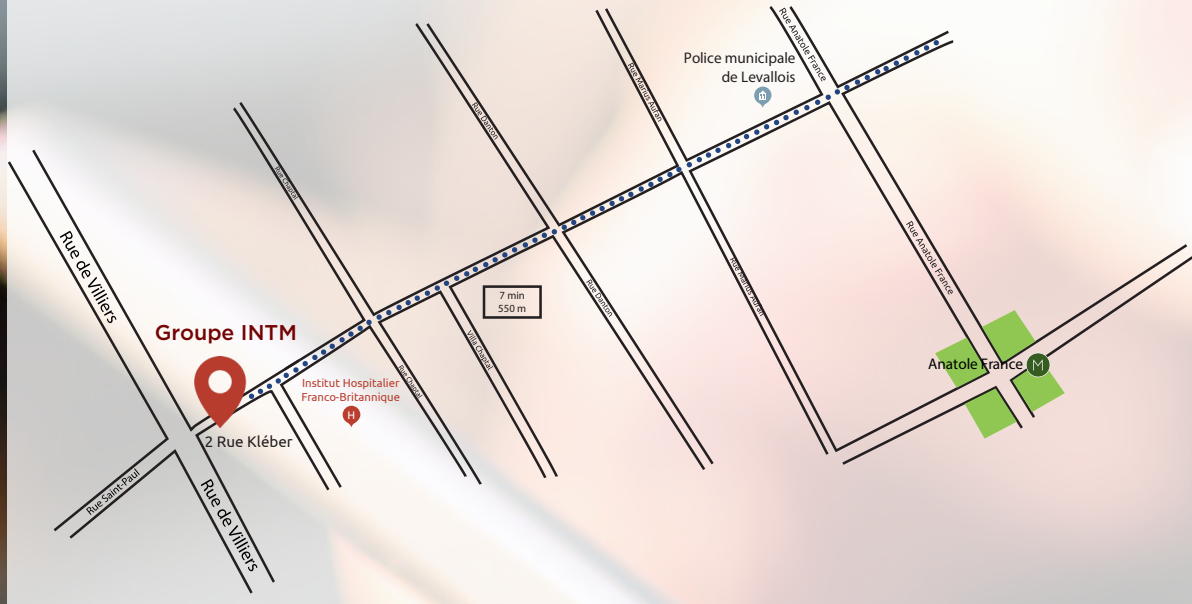 Rue Anatole France
Police municipale
de Levallois
Rue Marius Auran
Rue Danton
Rue Chaptal
Rue de Villiers
Rue Anatole France
Rue Marius Auran
Rue Danton
7 min
550 m
Groupe INTM
Villa Chaptal
Anatole France M
Institut Hospitalier
Franco-Britannique
H
Rue Chaptal
2 Rue Kléber
Rue Saint-Paul
Rue de Villiers